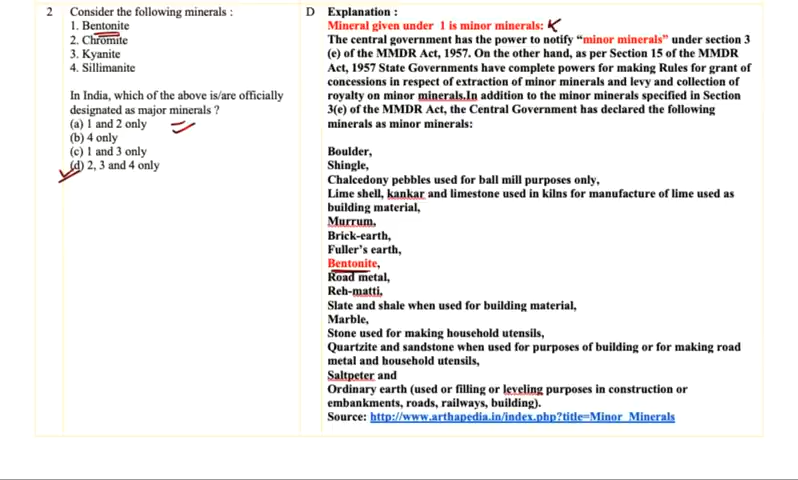 2 Consider the following minerals :
1. Bentonite
2. Chromite
3. Kyanite
4. Sillimanite
In India, which of the above is/are officially
designated as major minerals ?
(a) 1 and 2 only
(b) 4 only
(c) 1 and 3 only
(d) 2, 3 and 4 only
D Explanation :
Mineral given under 1 is minor minerals:
The central government has the power to notify “minor minerals” under section 3
(e) of the MMDR Act, 1957. On the other hand, as per Section 15 of the MMDR
Act, 1957 State Governments have complete powers for making Rules for grant of
concessions in respect of extraction of minor minerals and levy and collection of
royalty on minor minerals.In addition to the minor minerals specified in Section
3(e) of the MMDR Act, the Central Government has declared the following
minerals as minor minerals:
Boulder,
Shingle,
Chalcedony pebbles used for ball mill purposes only,
Lime shell, kankar and limestone used in kilns for manufacture of lime used as
building material,
Murrum,
Brick-earth,
Fuller’s earth,
Bentonite,
Road metal,
Reh-matti,
Slate and shale when used for building material,
Marble,
Stone used for making household utensils,
Quartzite and sandstone when used for purposes of building or for making road
metal and household utensils,
Saltpeter and
Ordinary earth (used or filling or leveling purposes in construction or
embankments, roads, railways, building).
Source: http://www.arthapedia.in/index.php?title=Minor_Minerals